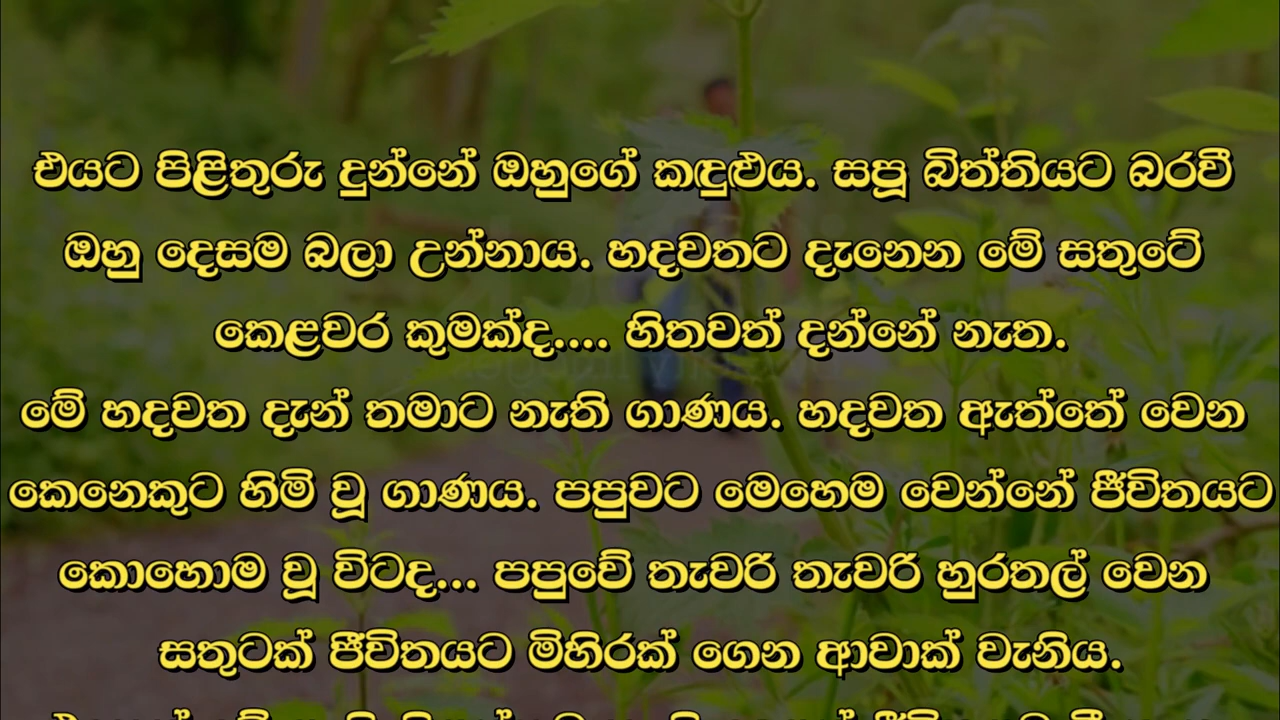 එයට පිළිතුරු දුන්නේ ඔහුගේ කඳුළුය. සපූ බිත්තියට බරවී
ඔහු දෙසම බලා උන්නාය. හදවතට දැනෙන මේ සතුටේ
කෙළවර කුමක්ද.... හිතවත් දන්නේ නැත.
මේ හදවත දැන් තමාට නැති ගාණය. හදවත ඇත්තේ වෙන
කෙනෙකුට හිමි වූ ගාණය. පපුවට මෙහෙම වෙන්නේ ජීවිතයට
කොහොම වූ විටද... පපුවේ තැවරි තැවරි හුරතල් වෙන
සතුටක් ජීවිතයට මිහිරක් ගෙන ආවාක් වැනිය.